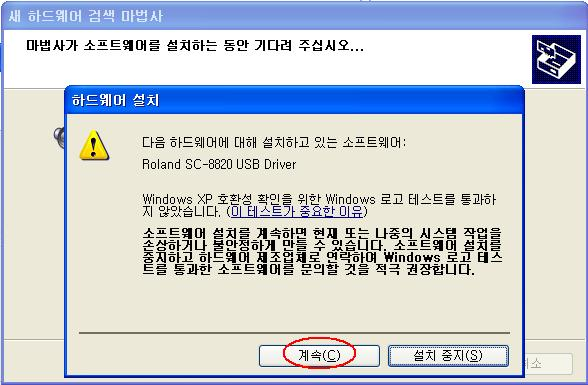 새 하드웨어 검색 마법사
마법사가 소프트웨어를 설치하는 동안 기다려 주십시오...
하드웨어 설치
다음 하드웨어에 대해 설치하고 있는 소프트웨어:
Roland SC-8820 USB Driver
Windows XP 호환성 확인을 위한 Windows 로고 테스트를 통과하
지 않았습니다. (이 테스트가 중요한 이유)
소프트웨어 설치를 계속하면 현재 또는 나중의 시스템 작업을
손상하거나 불안정하게 만들 수 있습니다. 소프트웨어 설치를
중지하고 하드웨어 제조업체로 연락하여 Windows 로고 테스
트를 통과한 소프트웨어를 문의할 것을 적극 권장합니다.
계속(C)
설치 중지(S)